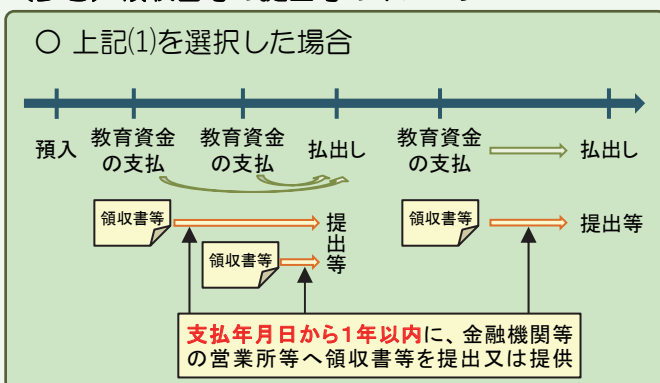 ○ 上記⑴を選択した場合
預入
教育資金
の支払
教育資金
の支払
払出し
教育資金
の支払
払出し
領収書等
提出等
領収書等
領収書等
提出等
支払年月日から1年以内に、金融機関等
の営業所等へ領収書等を提出又は提供